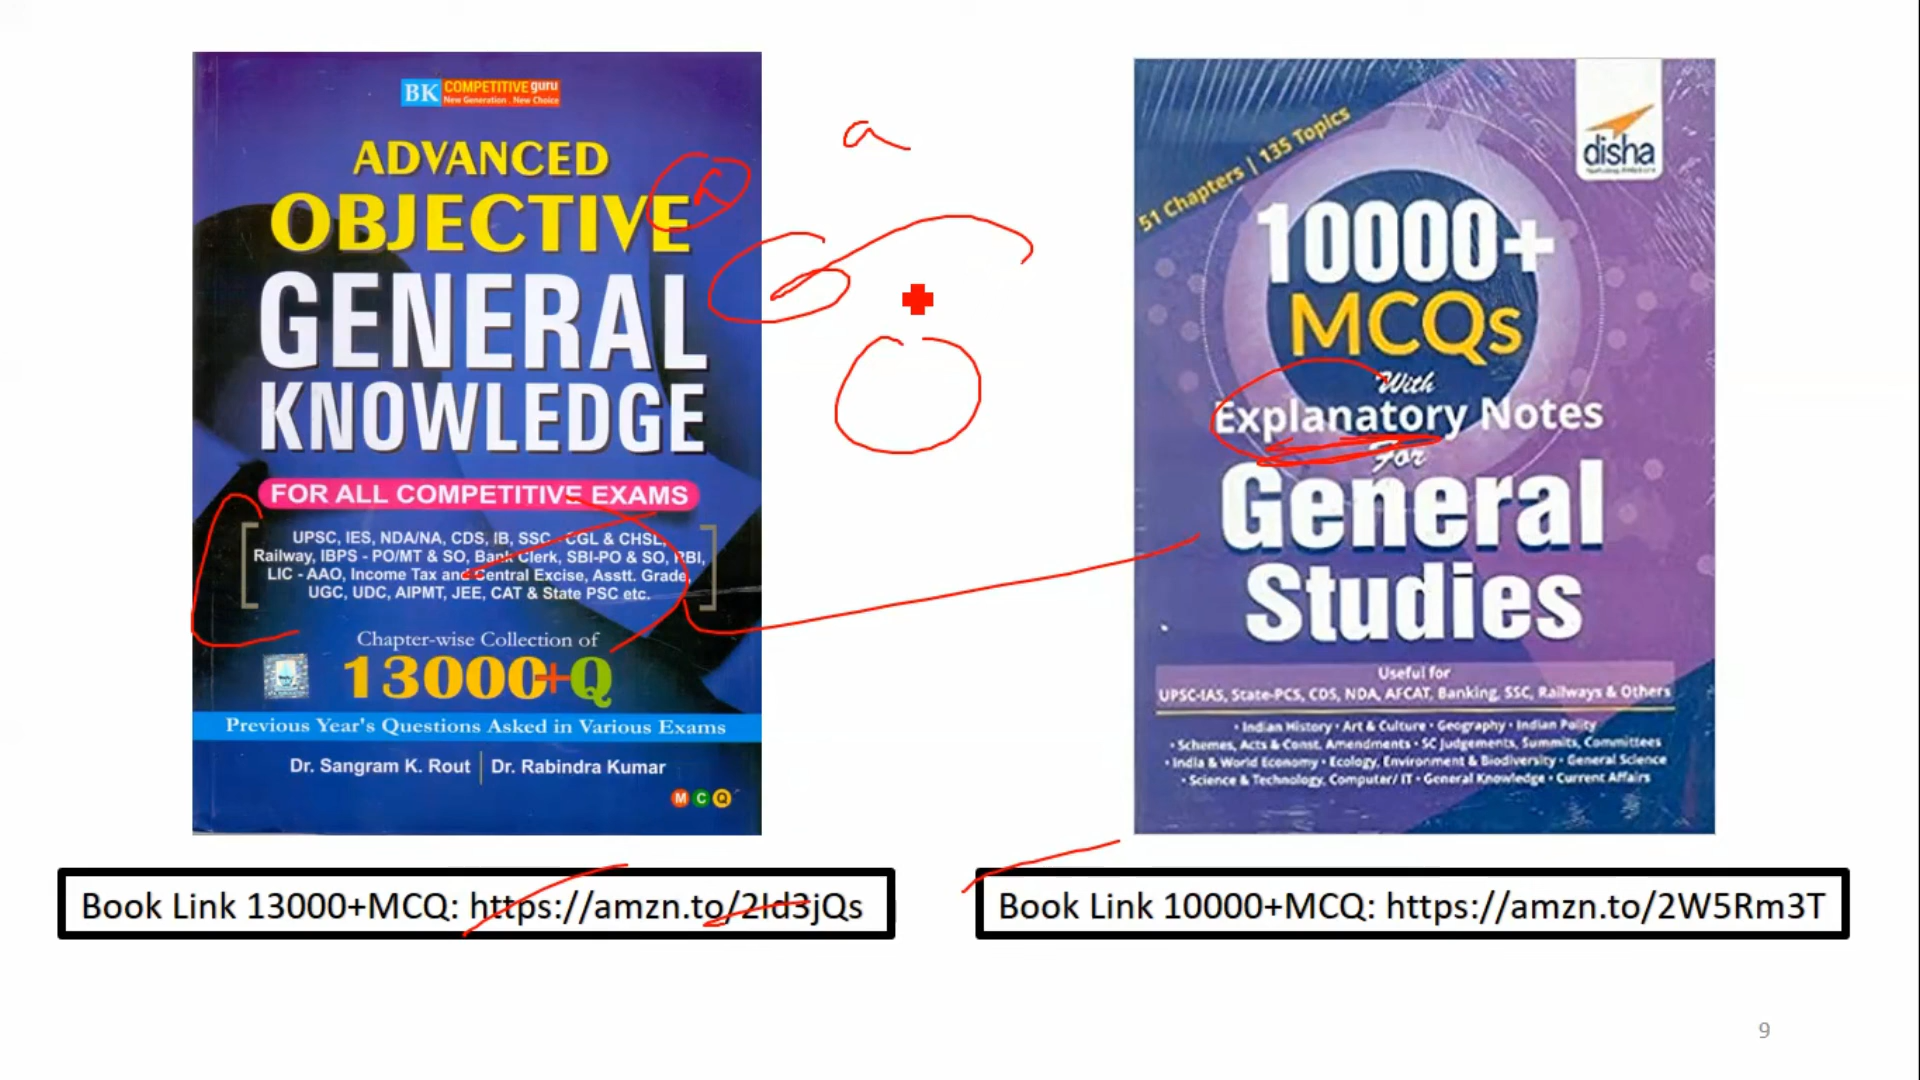 BK COMPETITIVE guru
New Generation . New Choice
ADVANCED
OBJECTIVE
GENERAL
KNOWLEDGE
FOR ALL COMPETITIVE EXAMS
UPSC, IES, NDA/NA, CDS, IB, SSC - CGL & CHSL,
Railway, IBPS - PO/MT & SO, Bank Clerk, SBI-PO & SO, RBI,
LIC - AAO, Income Tax and Central Excise, Asstt. Grade,
UGC, UDC, AIPMT, JEE, CAT & State PSC etc.
Chapter-wise Collection of
13000+Q
Previous Year's Questions Asked in Various Exams
Dr. Sangram K. Rout | Dr. Rabindra Kumar
M C Q
a
51 Chapters | 135 Topics
disha
10000+
MCQs
With
Explanatory Notes
For
General
Studies
Useful for
UPSC-IAS, State-PCS, CDS, NDA, AFCAT, Banking, SSC, Railways & Others
• Indian History • Art & Culture • Geography • Indian Polity
• Schemes, Acts & Const. Amendments • SC Judgements, Summits, Committees
• India & World Economy • Ecology, Environment & Biodiversity • General Science
• Science & Technology, Computer/ IT • General Knowledge • Current Affairs
Book Link 13000+MCQ: https://amzn.to/2Id3jQs
Book Link 10000+MCQ: https://amzn.to/2W5Rm3T
9